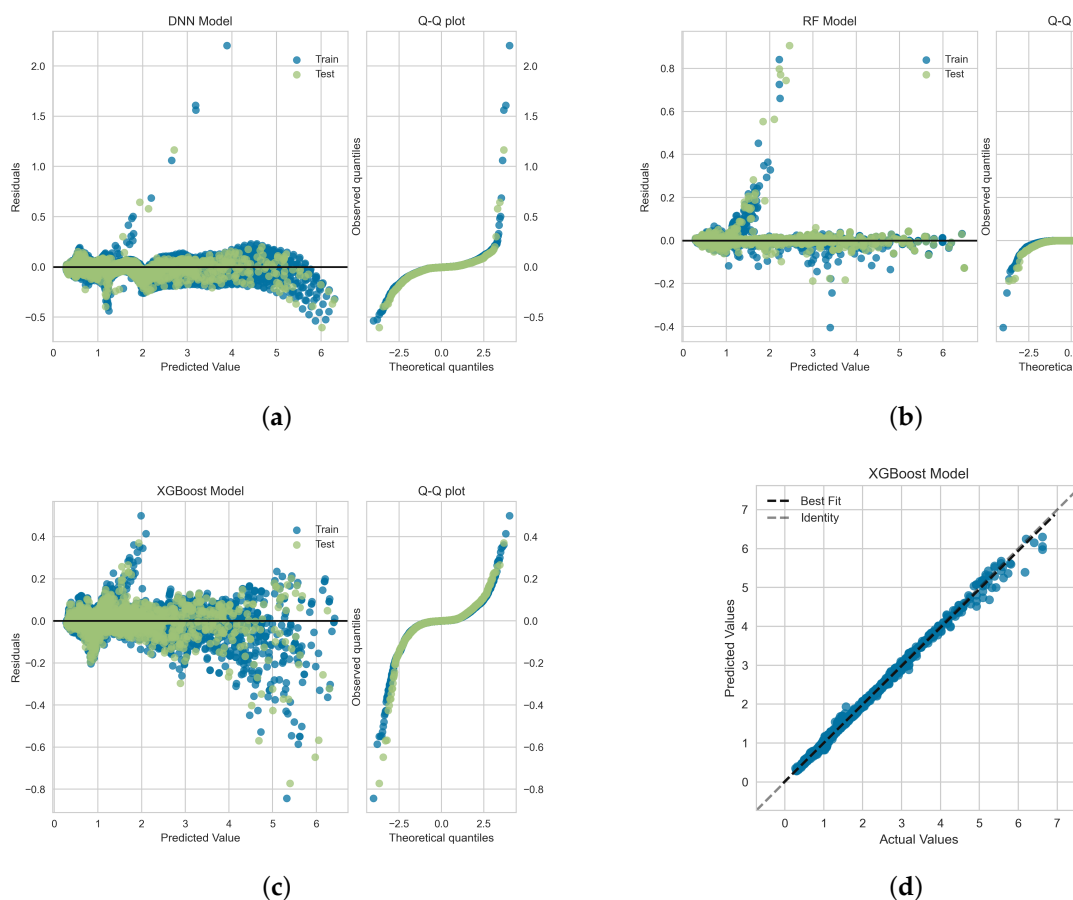 DNN Model
Q-Q plot
Train
Test
2.0
1.5
1.0
0.5
0.0
−0.5
Residuals
0 1 2 3 4 5 6
Predicted Value
Observed quantiles
2.0
1.5
1.0
0.5
0.0
−0.5
−2.5 0.0 2.5
Theoretical quantiles
(a)
RF Model
Q-Q
Train
Test
0.8
0.6
0.4
0.2
0.0
−0.2
−0.4
Residuals
0 1 2 3 4 5 6
Predicted Value
Observed quantiles
−2.5 0.
Theoretical
(b)
XGBoost Model
Q-Q plot
Train
Test
0.4
0.2
0.0
−0.2
−0.4
−0.6
−0.8
Residuals
0 1 2 3 4 5 6
Predicted Value
Observed quantiles
0.4
0.2
0.0
−0.2
−0.4
−0.6
−0.8
−2.5 0.0 2.5
Theoretical quantiles
(c)
XGBoost Model
Best Fit
Identity
7
6
5
4
3
2
1
0
Predicted Values
0 1 2 3 4 5 6 7
Actual Values
(d)